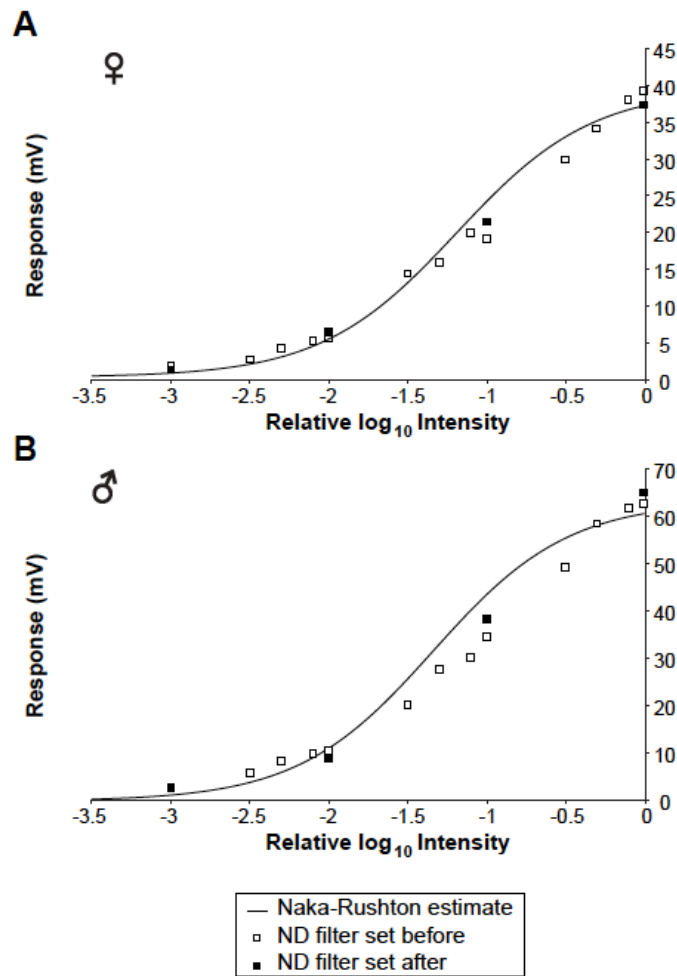 A
♀
Response (mV)
45
40
35
30
25
20
15
10
5
0
-3.5 -3 -2.5 -2 -1.5 -1 -0.5 0
Relative log10 Intensity
B
♂
Response (mV)
70
60
50
40
30
20
10
0
-3.5 -3 -2.5 -2 -1.5 -1 -0.5 0
Relative log10 Intensity
Naka-Rushton estimate
ND filter set before
ND filter set after